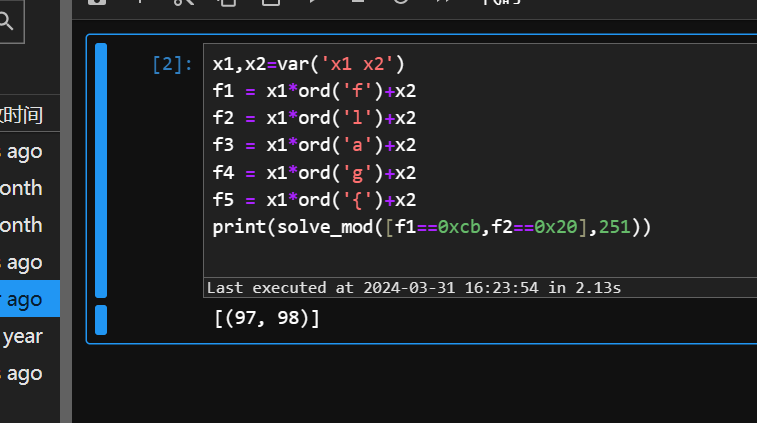 [2]:
x1,x2=var('x1 x2')
f1 = x1*ord('f')+x2
f2 = x1*ord('l')+x2
f3 = x1*ord('a')+x2
f4 = x1*ord('g')+x2
f5 = x1*ord('{')+x2
print(solve_mod([f1==0xcb,f2==0x20],251))
Last executed at 2024-03-31 16:23:54 in 2.13s
[(97, 98)]
时间
ago
onth
onth
ago
ago
year
ago